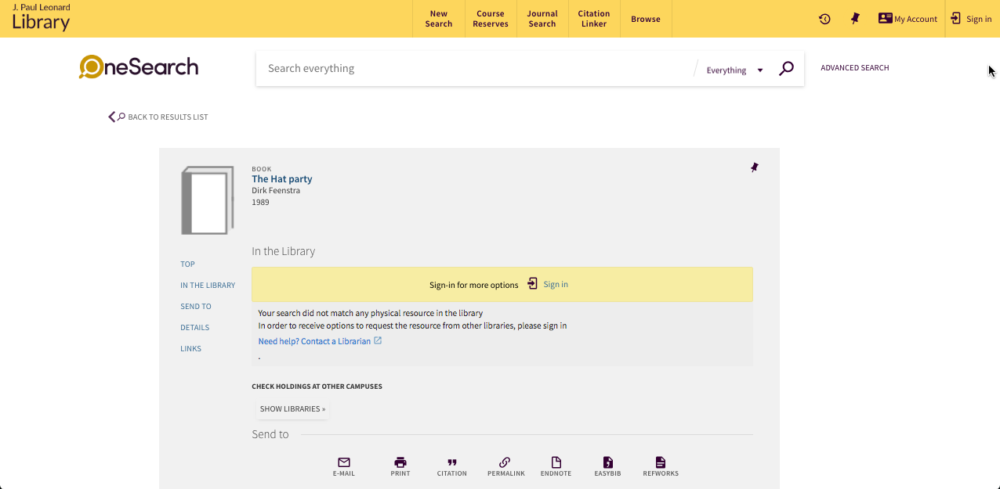 J. Paul Leonard
Library
New
Search
Course
Reserves
Journal
Search
Citation
Linker
Browse
My Account
Sign in
OneSearch
Search everything
Everything
ADVANCED SEARCH
BACK TO RESULTS LIST
BOOK
The Hat party
Dirk Feenstra
1989
TOP
IN THE LIBRARY
SEND TO
DETAILS
LINKS
In the Library
Sign-in for more options Sign in
Your search did not match any physical resource in the library
In order to receive options to request the resource from other libraries, please sign in
Need help? Contact a Librarian
.
CHECK HOLDINGS AT OTHER CAMPUSES
SHOW LIBRARIES »
Send to
E-MAIL
PRINT
CITATION
PERMALINK
ENDNOTE
EASYBIB
REFWORKS